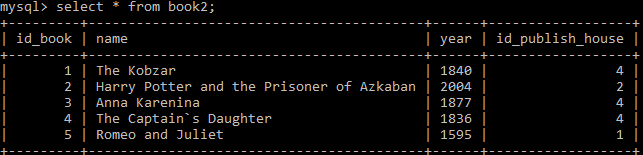 mysql> select * from book2;
| id_book | name | year | id_publish_house |
| 1 | The Kobzar | 1840 | 4 |
| 2 | Harry Potter and the Prisoner of Azkaban | 2004 | 2 |
| 3 | Anna Karenina | 1877 | 4 |
| 4 | The Captain`s Daughter | 1836 | 4 |
| 5 | Romeo and Juliet | 1595 | 1 |